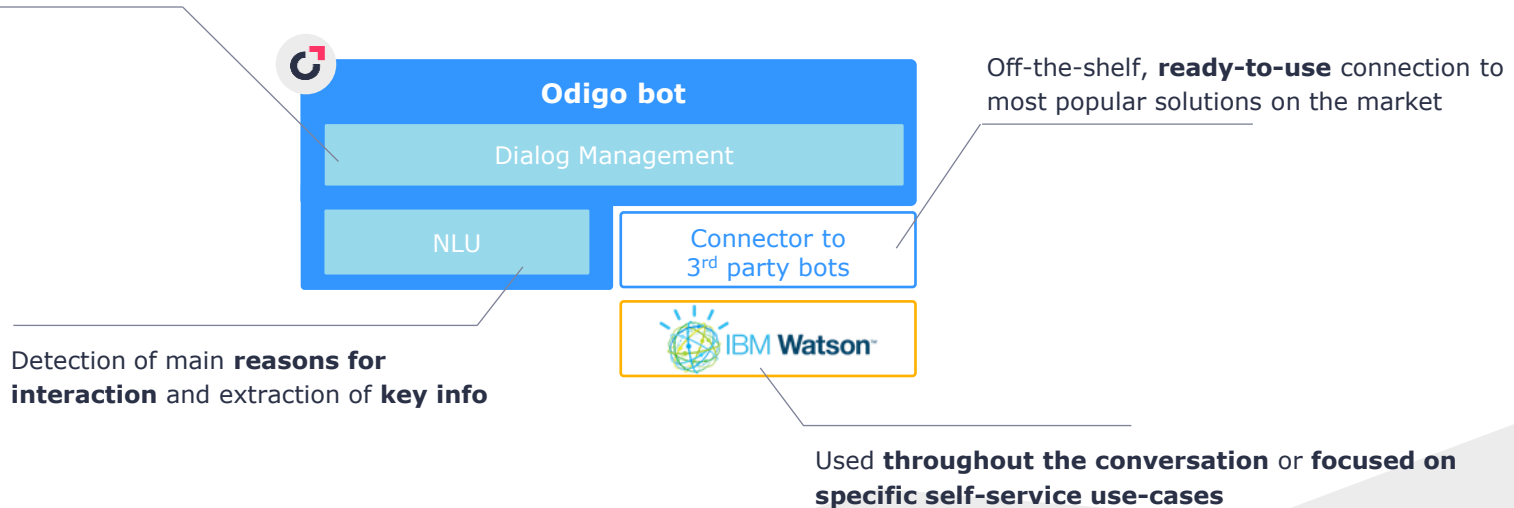 Odigo bot
Dialog Management
NLU
Connector to
3rd party bots
IBM Watson™
Off-the-shelf, ready-to-use connection to
most popular solutions on the market
Detection of main reasons for
interaction and extraction of key info
Used throughout the conversation or focused on
specific self-service use-cases